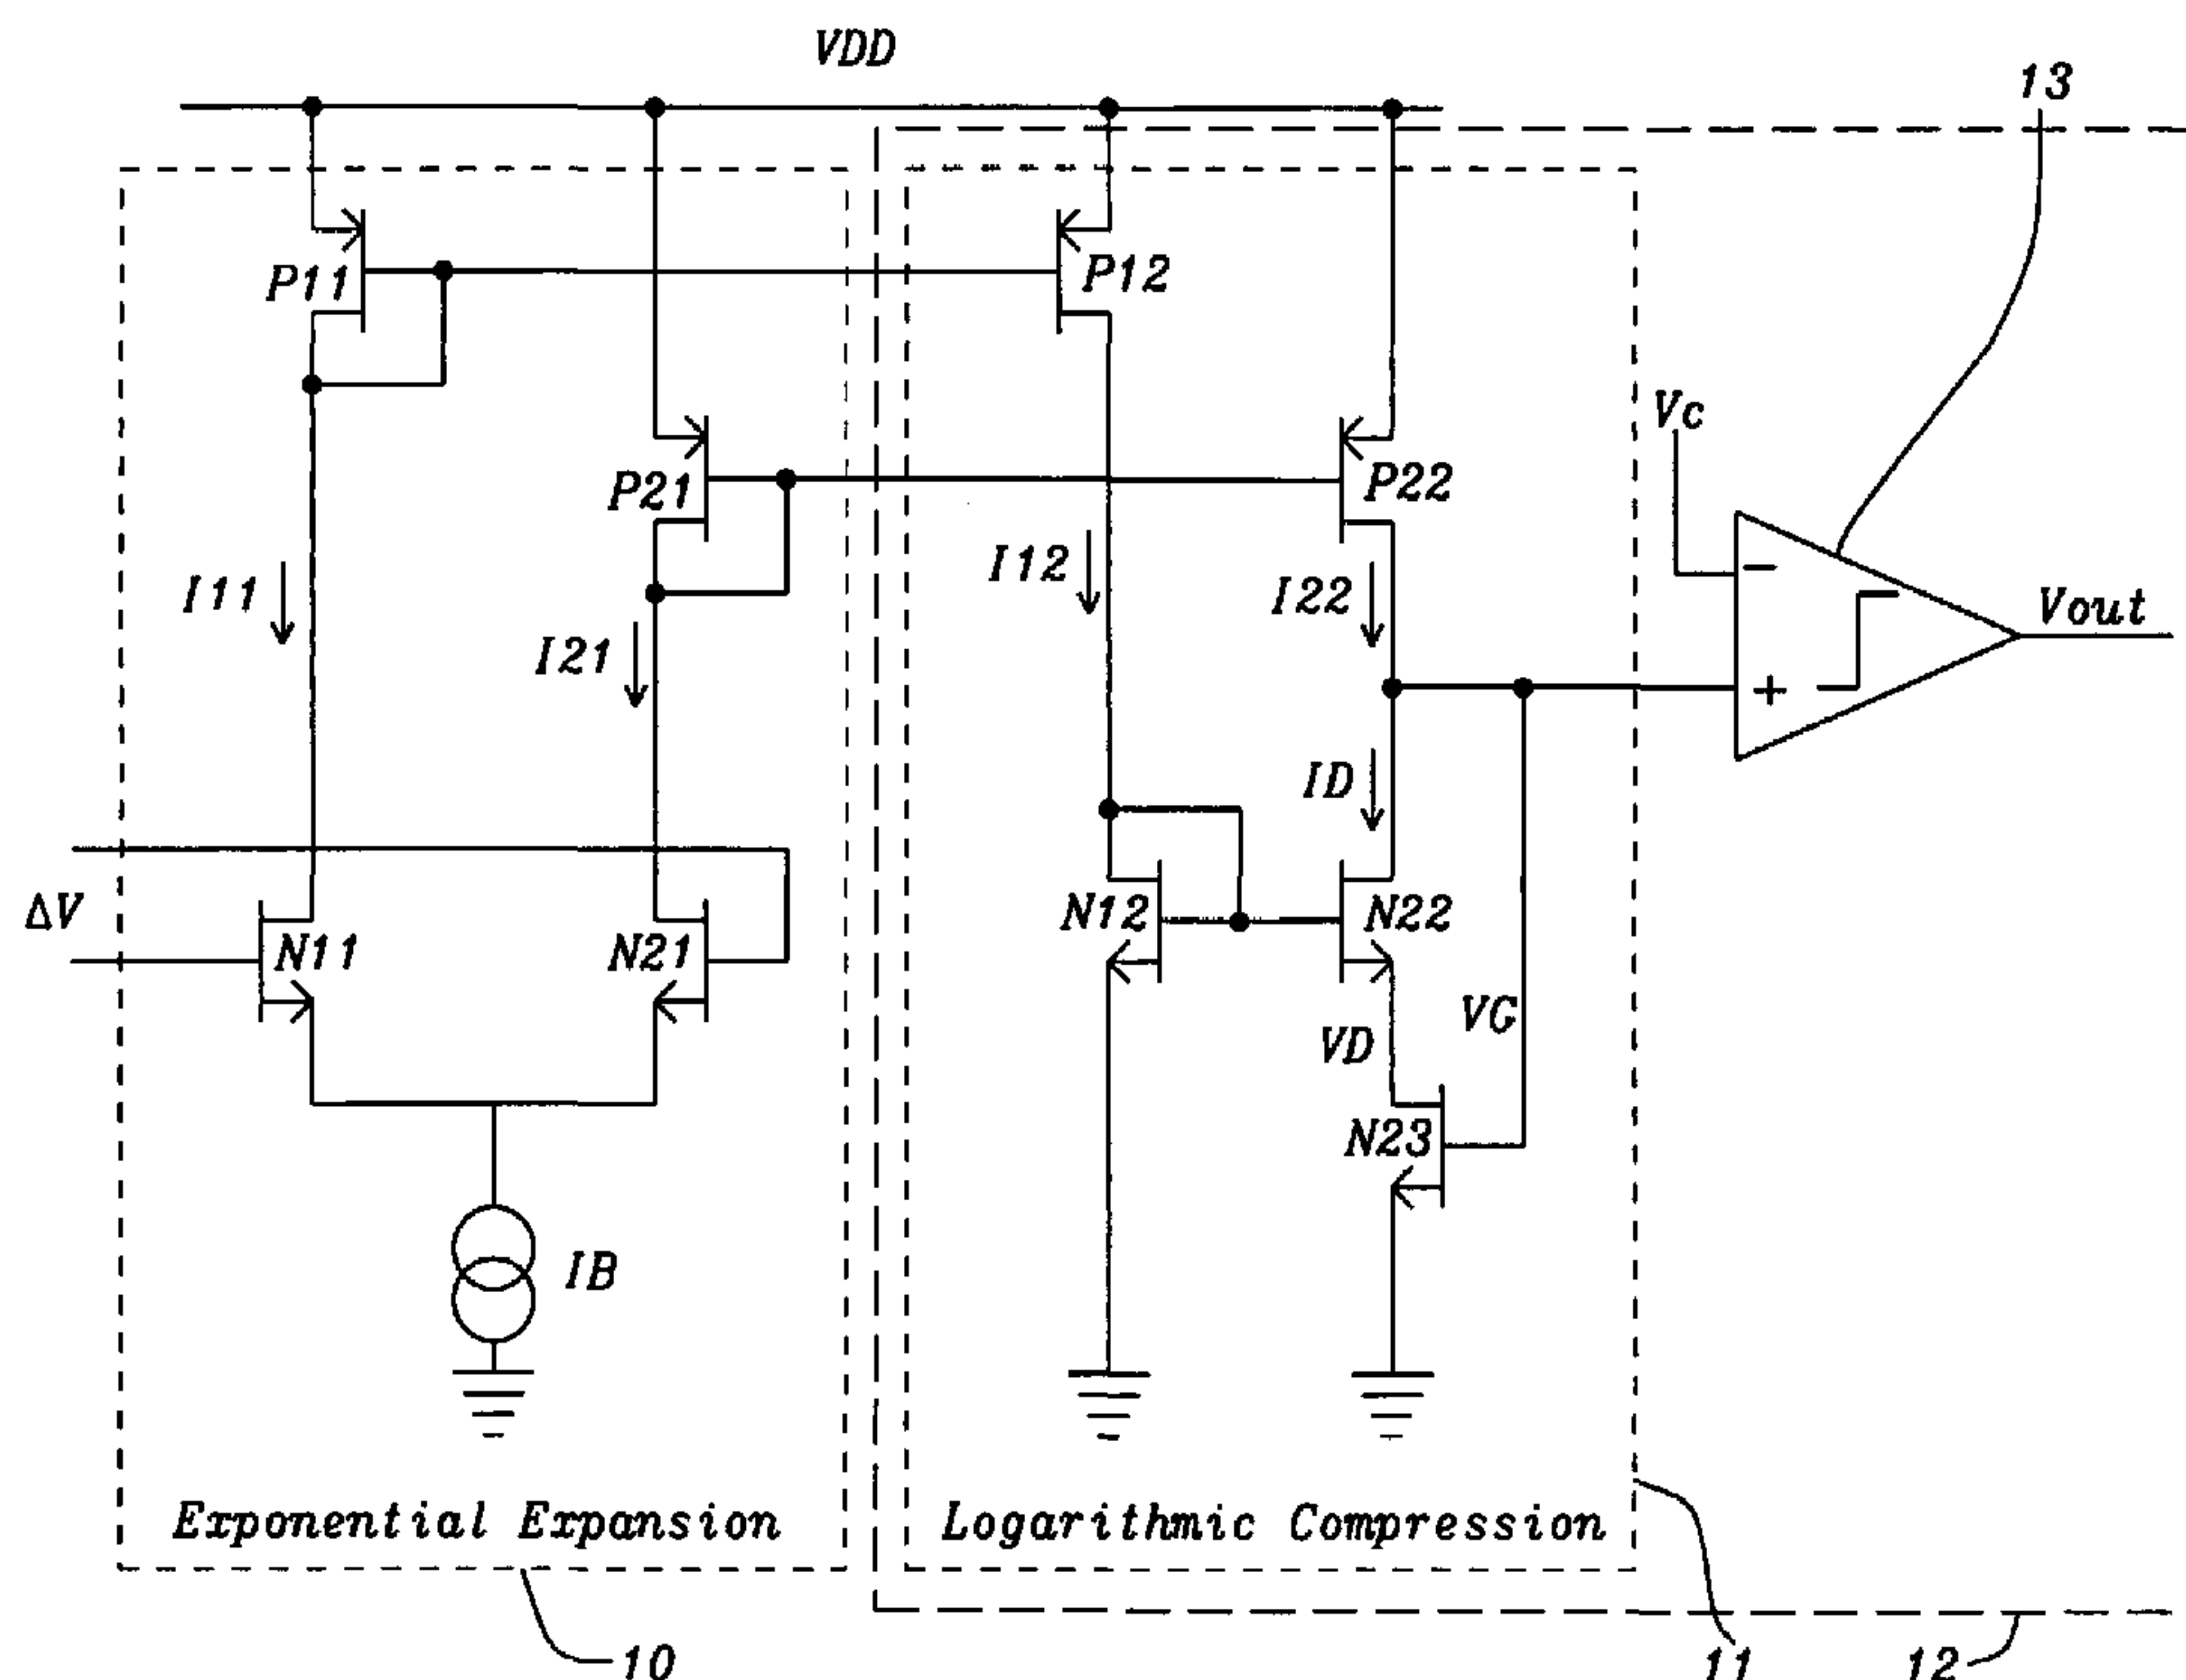 VDD
13
P11
P12
Vc
P21
P22
I11
I12
I22
Vout
I21
−
+
ID
ΔV
N11
N21
N12
N22
VG
VD
N23
IB
Exponential Expansion
Logarithmic Compression
10
11
12